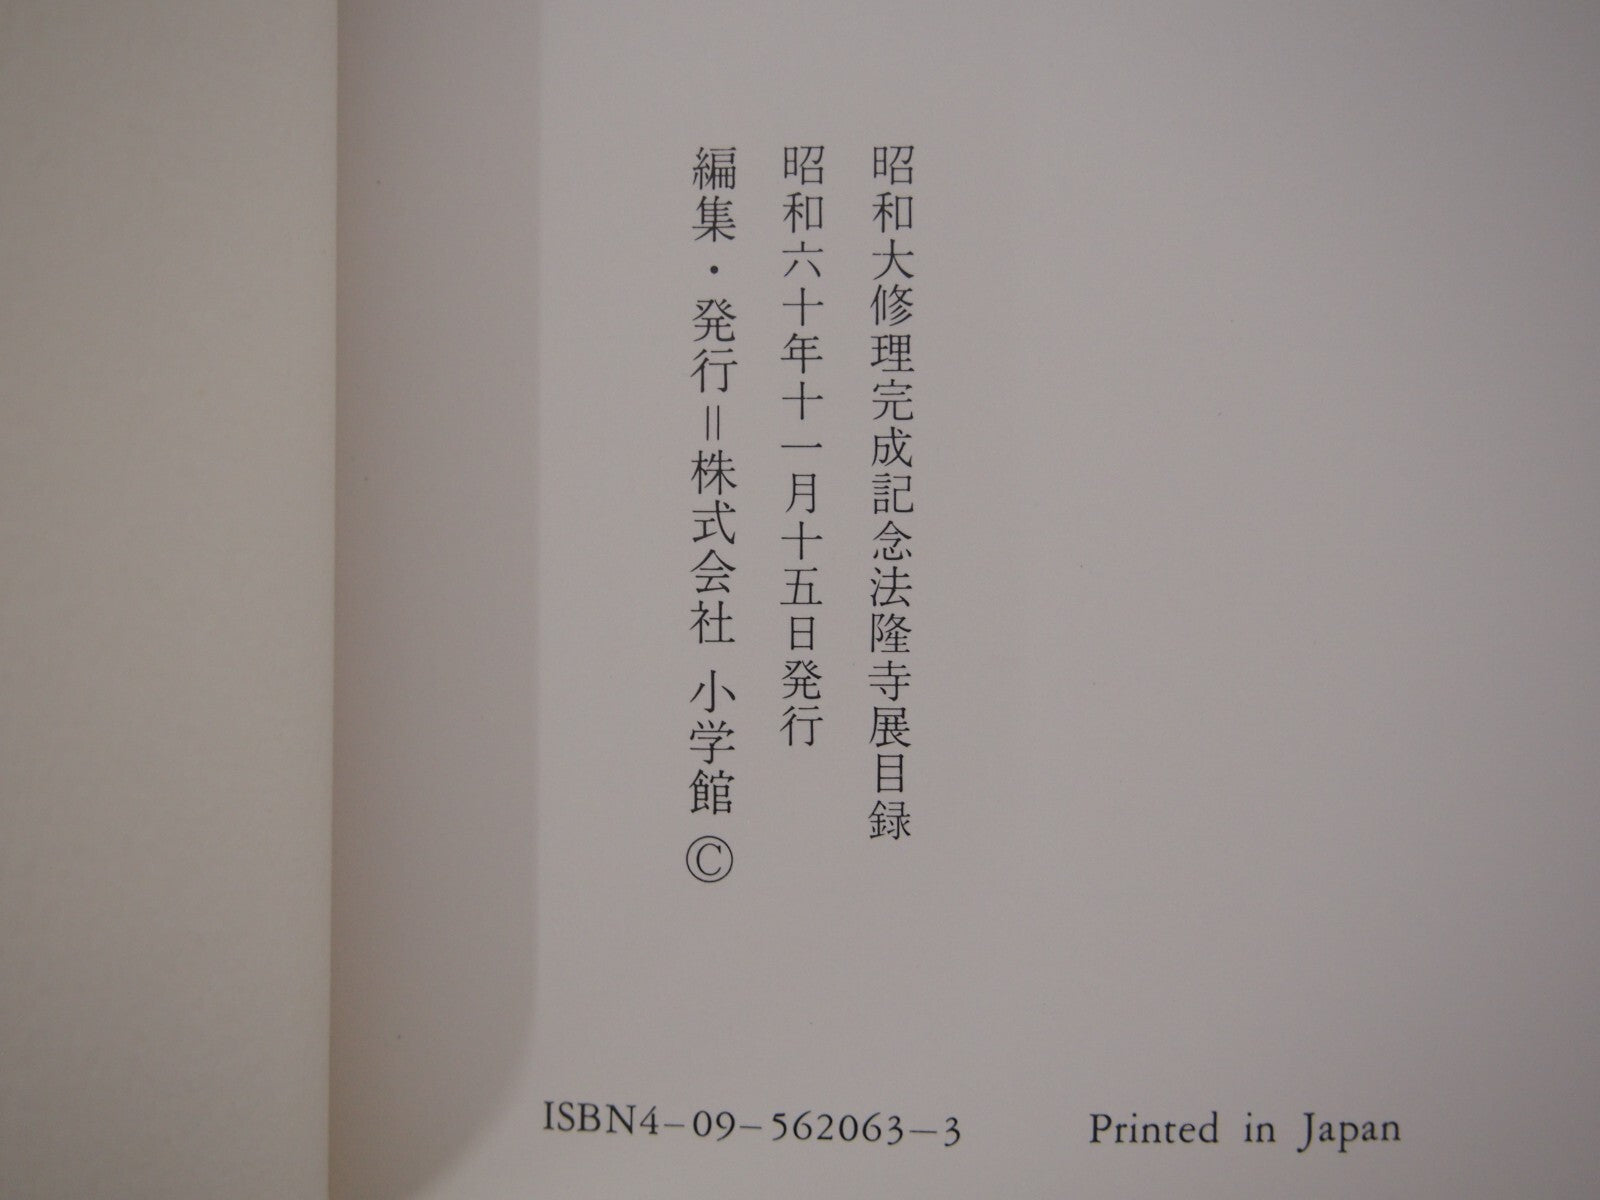 昭和大修理完成記念法隆寺展目録
昭和六十年十一月十五日発行
編集・発行＝株式会社 小学館 ©
ISBN4-09-562063-3 Printed in Japan